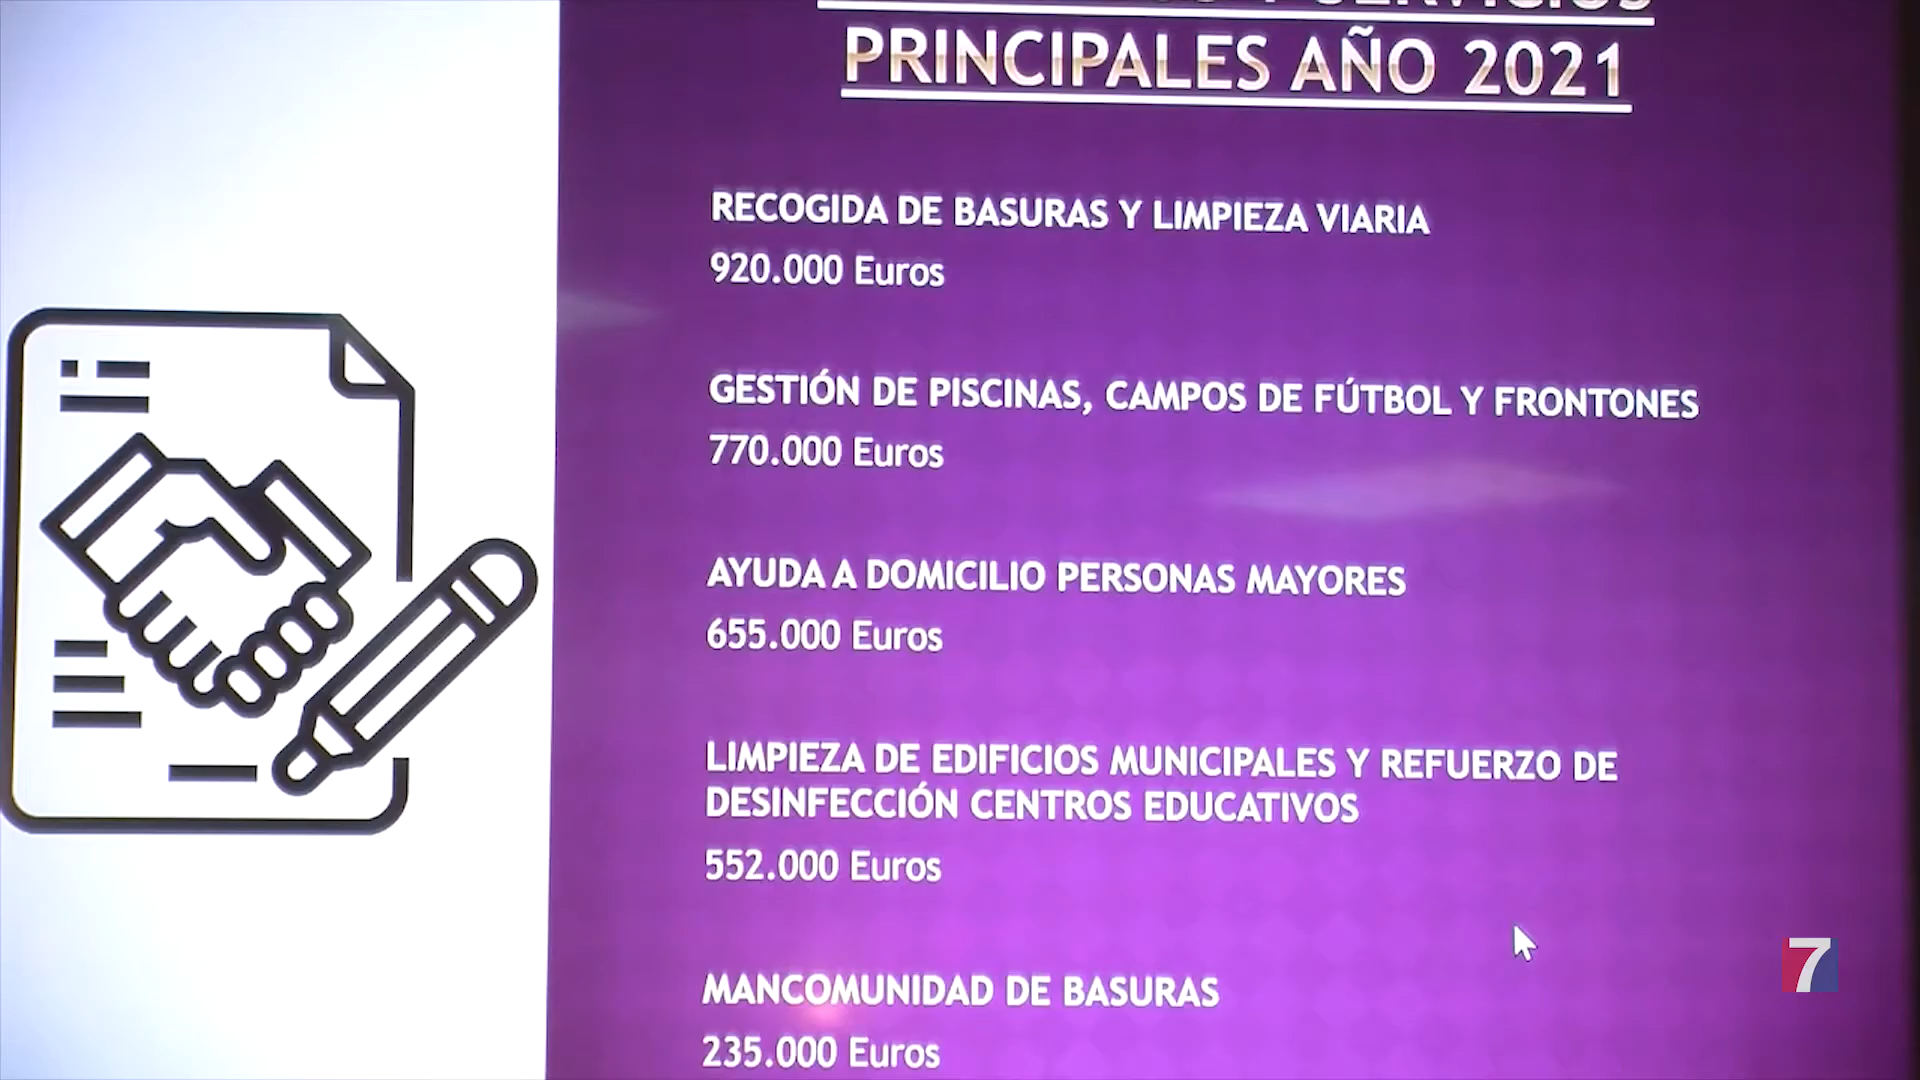 PRINCIPALES AÑO 2021
RECOGIDA DE BASURAS Y LIMPIEZA VIARIA
920.000 Euros
GESTIÓN DE PISCINAS, CAMPOS DE FÚTBOL Y FRONTONES
770.000 Euros
AYUDA A DOMICILIO PERSONAS MAYORES
655.000 Euros
LIMPIEZA DE EDIFICIOS MUNICIPALES Y REFUERZO DE
DESINFECCIÓN CENTROS EDUCATIVOS
552.000 Euros
MANCOMUNIDAD DE BASURAS
235.000 Euros
7